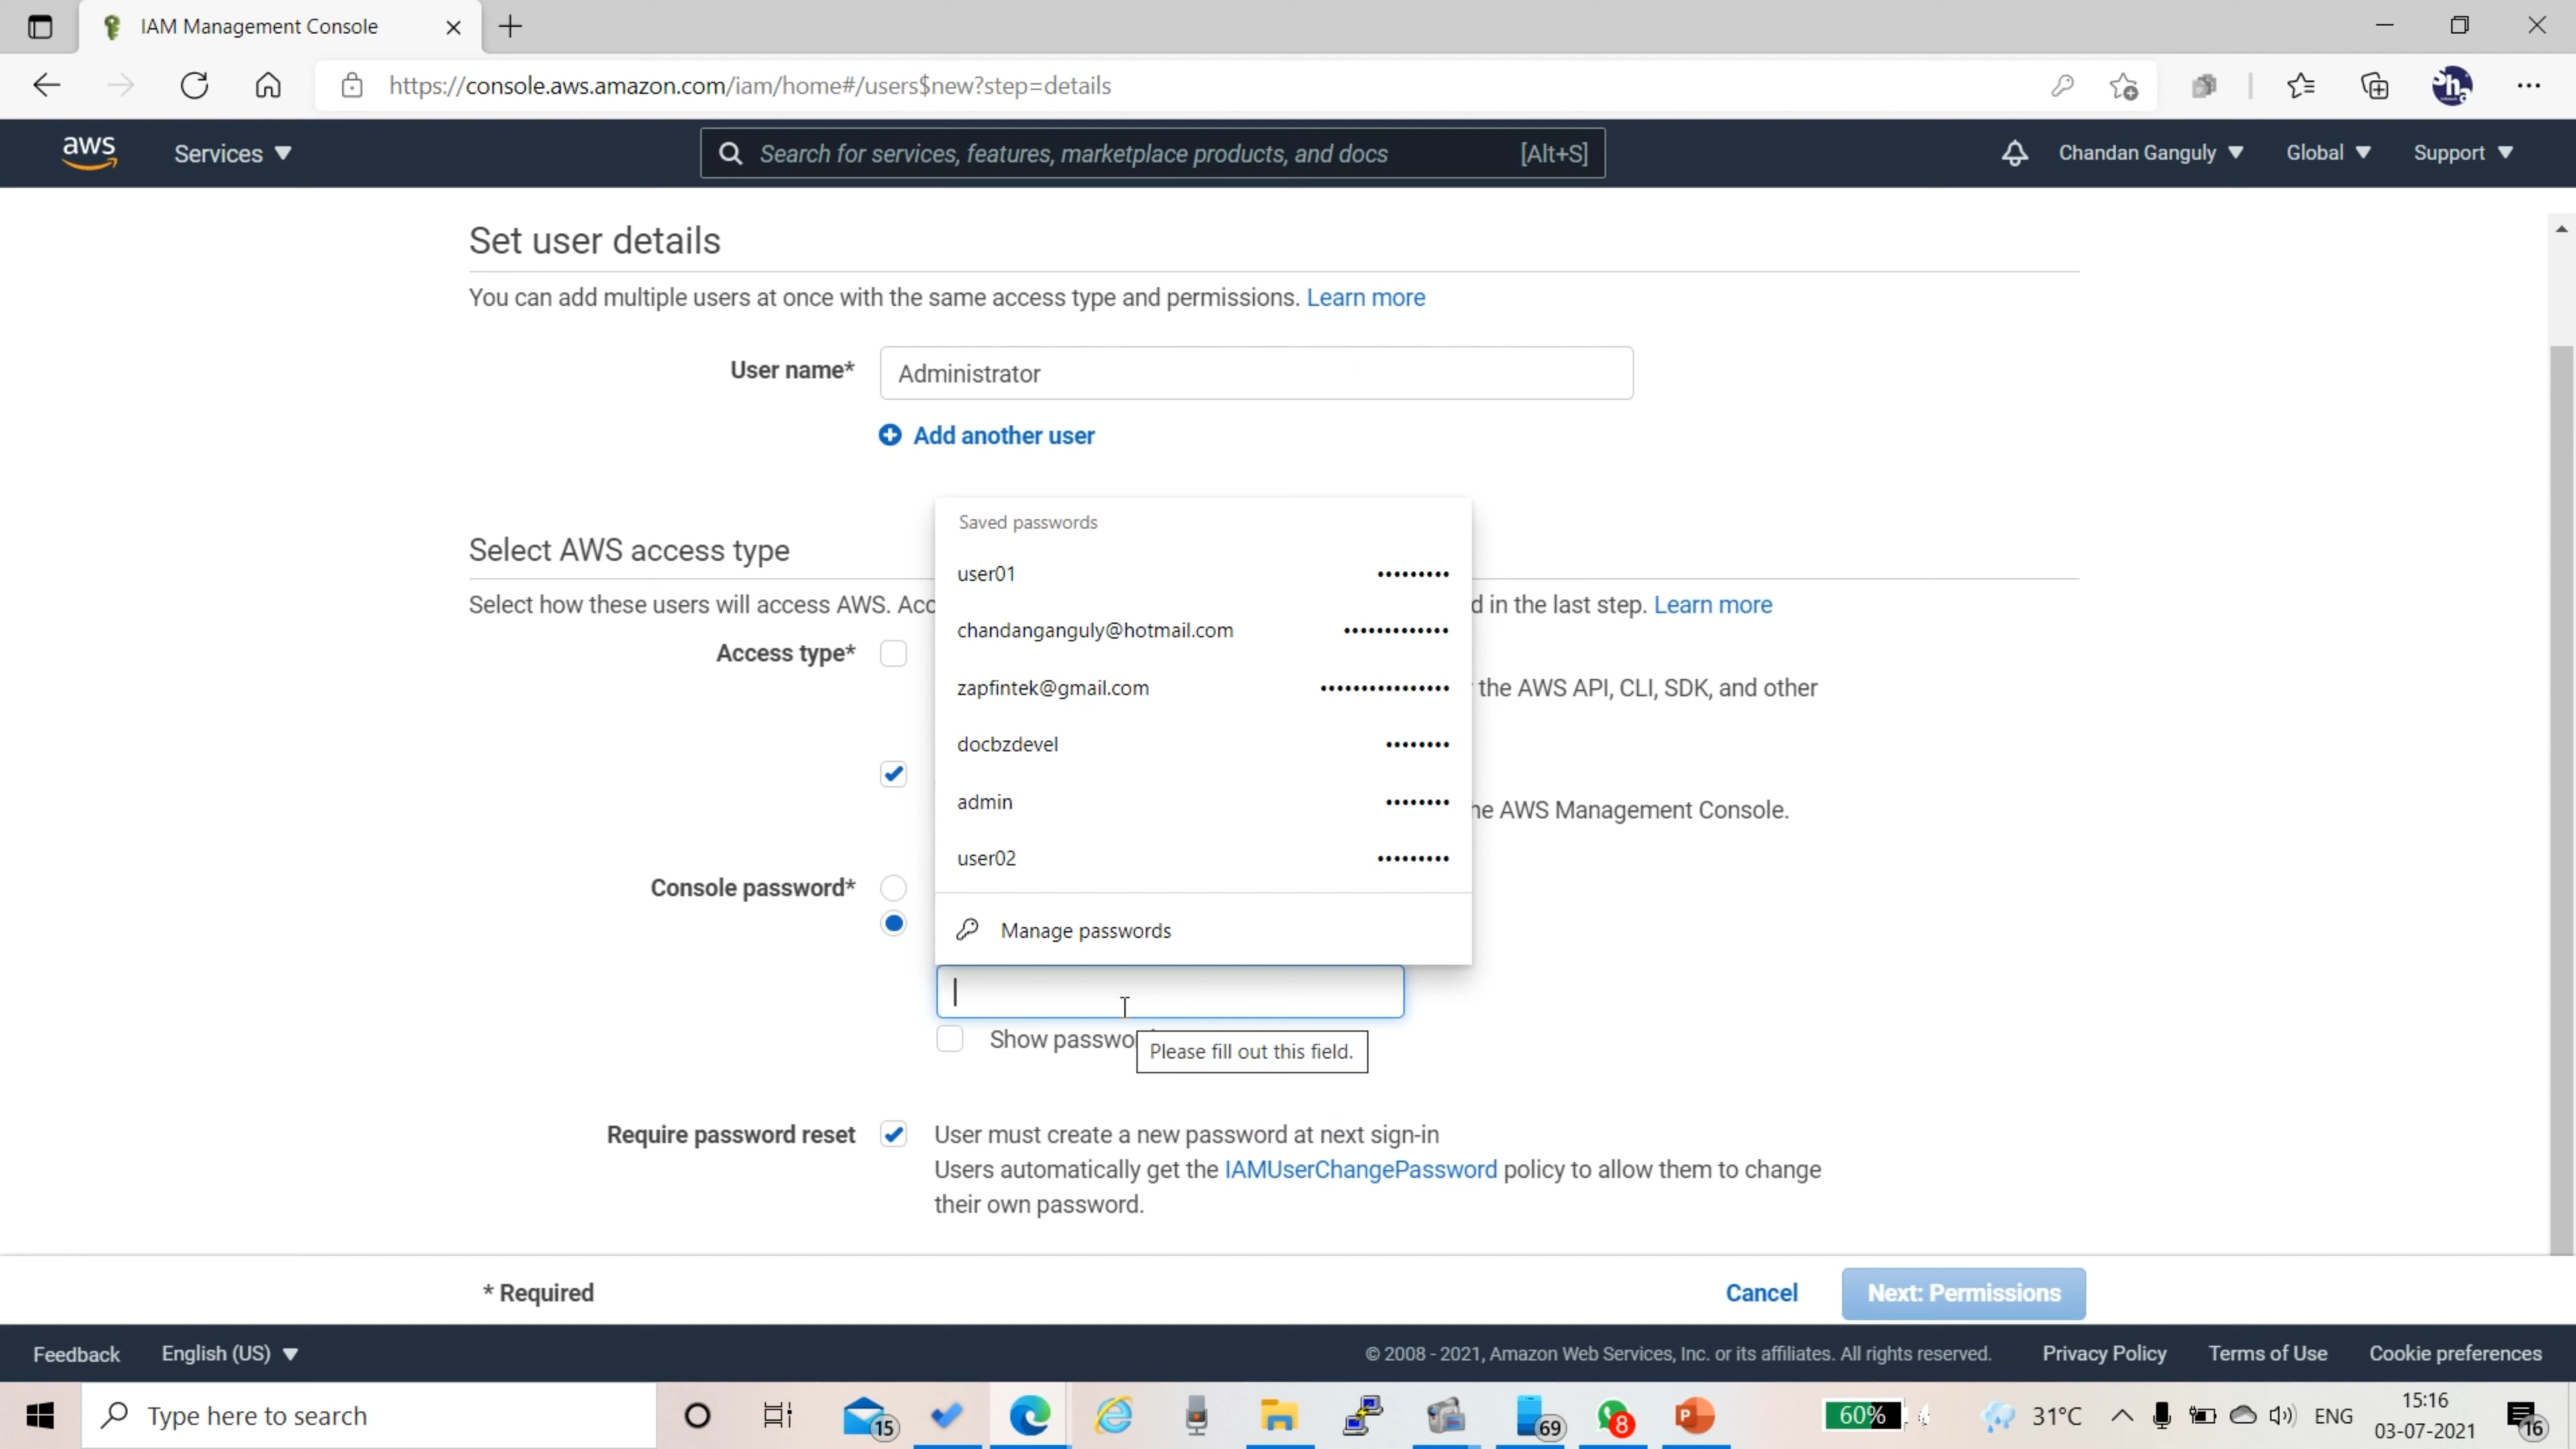 IAM Management Console
https://console.aws.amazon.com/iam/home#/users$new?step=details
aws
Services
Search for services, features, marketplace products, and docs [Alt+S]
Chandan Ganguly
Global
Support
Set user details
You can add multiple users at once with the same access type and permissions. Learn more
User name*
Administrator
Add another user
Select AWS access type
Select how these users will access AWS. Acc
d in the last step. Learn more
Access type*
the AWS API, CLI, SDK, and other
he AWS Management Console.
Console password*
Saved passwords
user01 •••••••••
chandanganguly@hotmail.com •••••••••••••
zapfintek@gmail.com ••••••••••••••••
docbzdevel ••••••••
admin ••••••••
user02 •••••••••
Manage passwords
Show passwo
Please fill out this field.
Require password reset
User must create a new password at next sign-in
Users automatically get the IAMUserChangePassword policy to allow them to change
their own password.
* Required
Cancel
Next: Permissions
Feedback
English (US)
© 2008 - 2021, Amazon Web Services, Inc. or its affiliates. All rights reserved.
Privacy Policy
Terms of Use
Cookie preferences
Type here to search
15
69
8
60%
31°C
ENG
15:16
03-07-2021
16